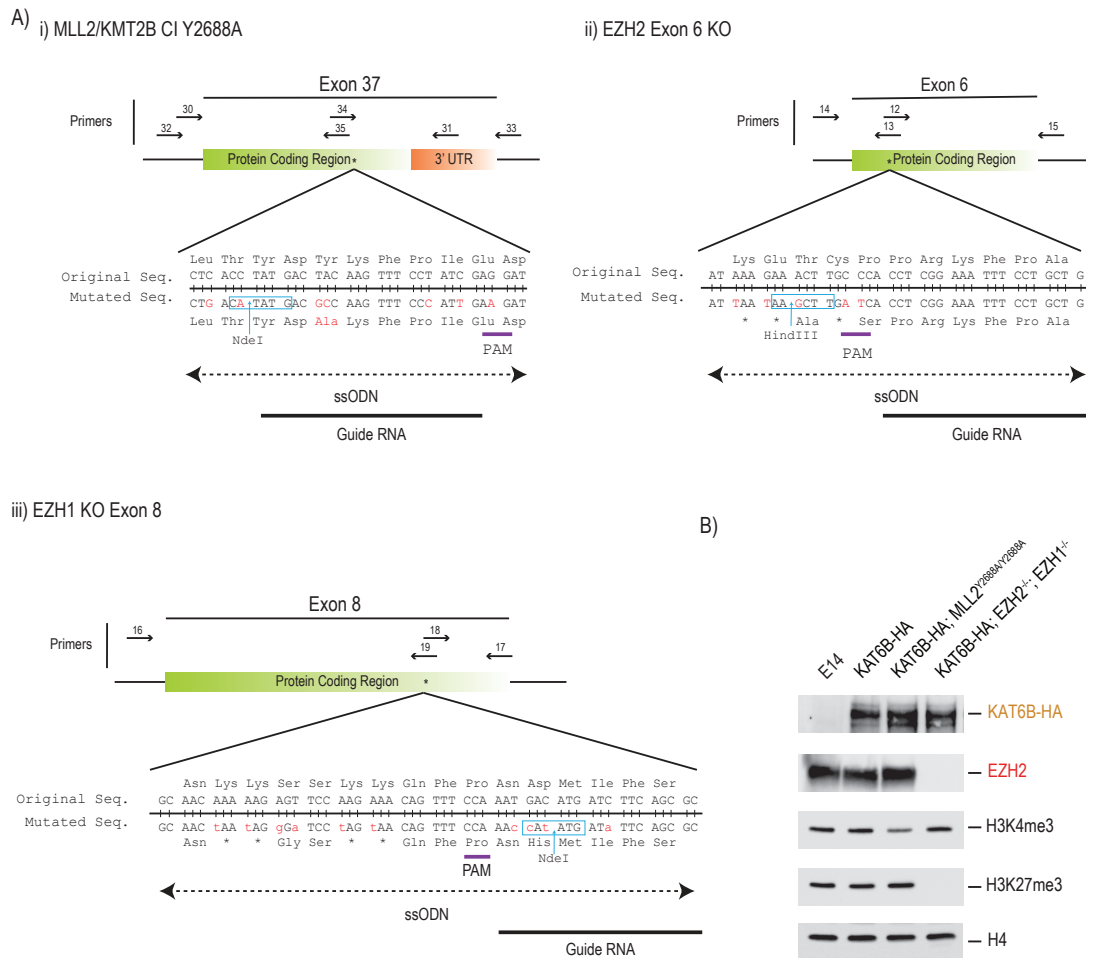 A)
i) MLL2/KMT2B CI Y2688A
Exon 37
Primers
30
34
32
35
31
33
Protein Coding Region
*
3' UTR
Leu Thr Tyr Asp Tyr Lys Phe Pro Ile Glu Asp
Original Seq. CTC ACC TAT GAC TAC AAG TTT CCT ATC GAG GAT
Mutated Seq. CTG ACA TAT GAC GCC AAG TTC CCC ATT GAA GAT
Leu Thr Tyr Asp Ala Lys Phe Pro Ile Glu Asp
NdeI
PAM
ssODN
Guide RNA
ii) EZH2 Exon 6 KO
Exon 6
Primers
14
12
13
15
* Protein Coding Region
Lys Glu Thr Cys Pro Pro Arg Lys Phe Pro Ala
Original Seq. AT AAA GAA ACT TGC CCA CCT CGG AAA TTT CCT GCT G
Mutated Seq. AT TAA TAA GCT TGA TCA CCT CGG AAA TTT CCT GCT G
* * Ala * Ser Pro Arg Lys Phe Pro Ala
HindIII
PAM
ssODN
Guide RNA
iii) EZH1 KO Exon 8
Exon 8
Primers
16
18
19
17
Protein Coding Region
*
Asn Lys Lys Ser Ser Lys Lys Gln Phe Pro Asn Asp Met Ile Phe Ser
Original Seq. GC AAC AAA AAG AGT TCC AAG AAA CAG TTT CCA AAT GAC ATG ATC TTC AGC GC
Mutated Seq. GC AAC tAA tAG gGa TCC tAG tAA CAG TTT CCA AAc cAt ATG ATa TTC AGC GC
Asn * * Gly Ser * * Gln Phe Pro Asn His Met Ile Phe Ser
PAM
NdeI
ssODN
Guide RNA
B)
E14
KAT6B-HA
KAT6B-HA; MLL2Y2688A/Y2688A
KAT6B-HA; EZH2-/-; EZH1-/-
KAT6B-HA
EZH2
H3K4me3
H3K27me3
H4